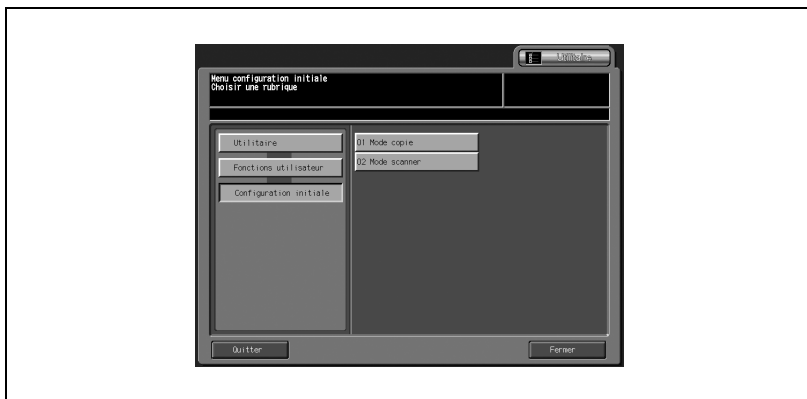 Utilitaire
Menu configuration initiale
Choisir une rubrique
Utilitaire
Fonctions utilisateur
Configuration initiale
01 Mode copie
02 Mode scanner
Quitter
Fermer